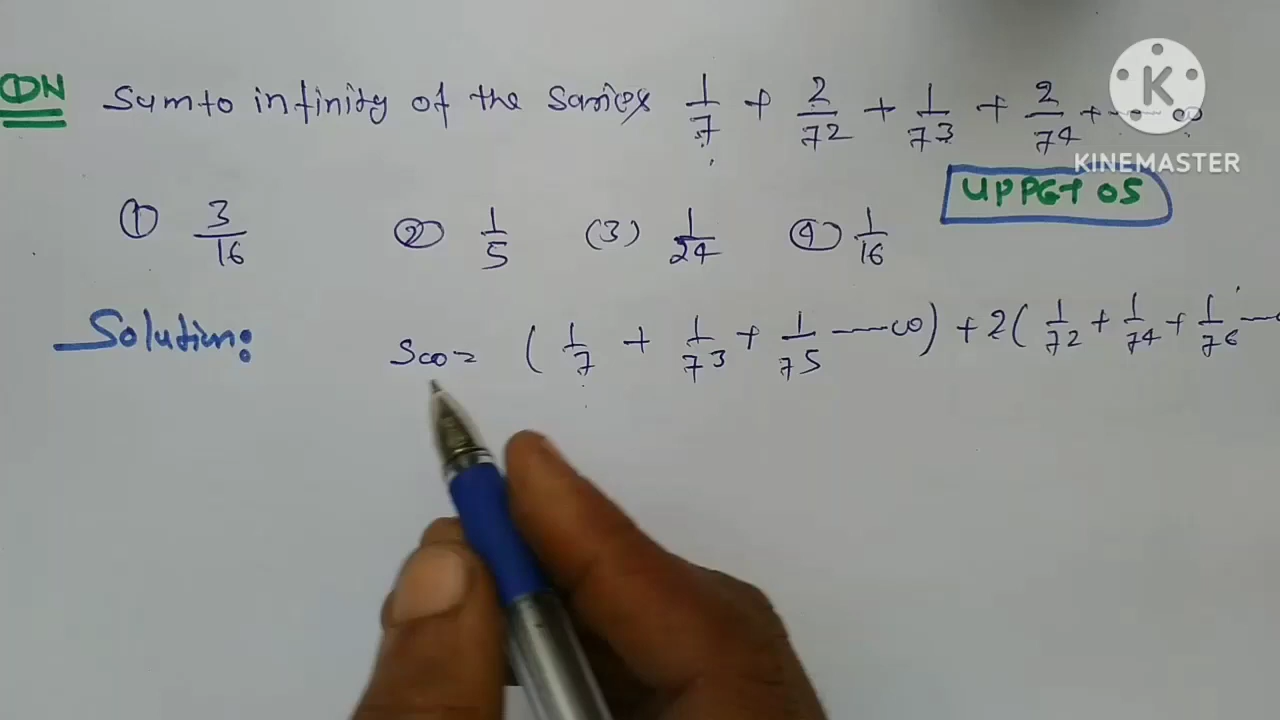 QN Sum to infinity of the Series 1/7 + 2/7² + 1/7³ + 2/7⁴ + ---- ∞
K
KINEMASTER
UPPGT 05
① 3/16 ② 1/5 (3) 1/24 ④ 1/16
Solution:
S∞= (1/7 + 1/7³ + 1/7⁵ ---- ∞) + 2(1/7² + 1/7⁴ + 1/7⁶ ---